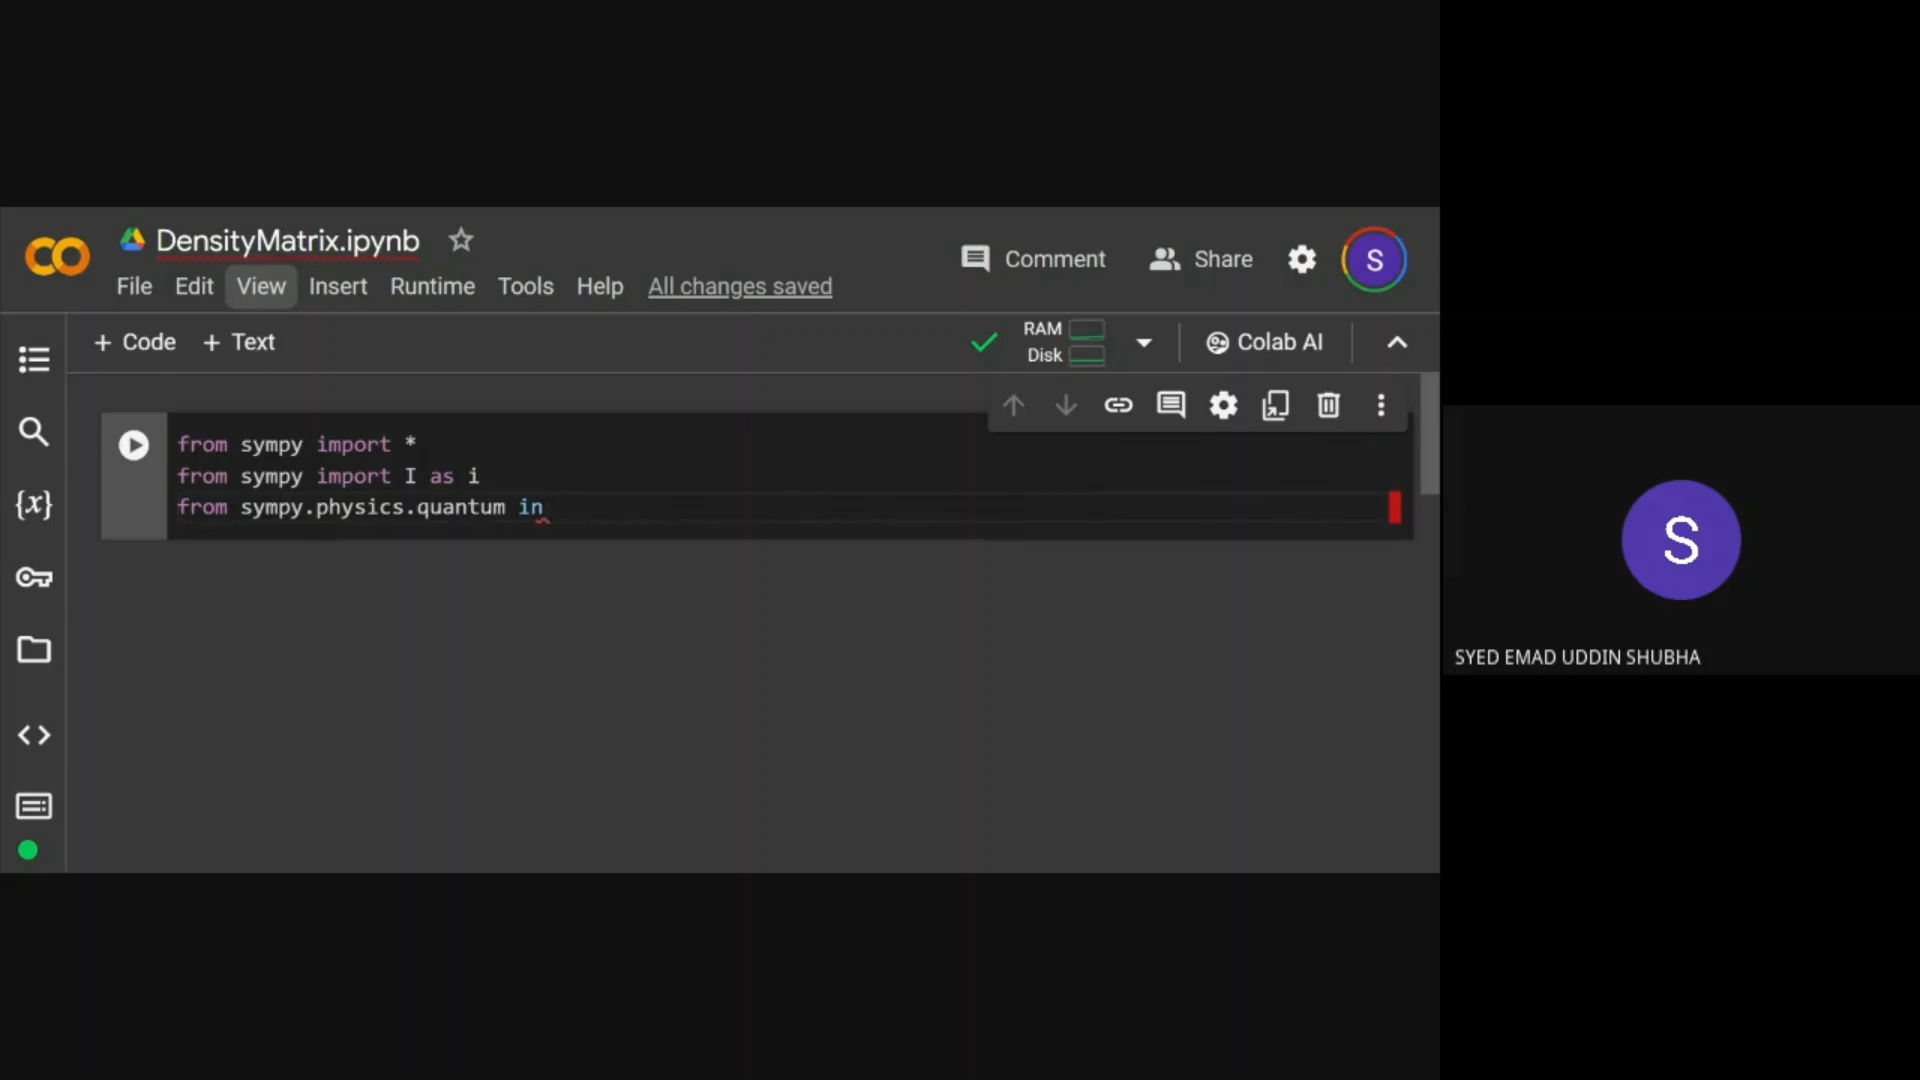 DensityMatrix.ipynb
File Edit View Insert Runtime Tools Help All changes saved
Comment Share S
+ Code + Text
RAM
Disk
Colab AI
{x}
from sympy import *
from sympy import I as i
from sympy.physics.quantum in
S
SYED EMAD UDDIN SHUBHA